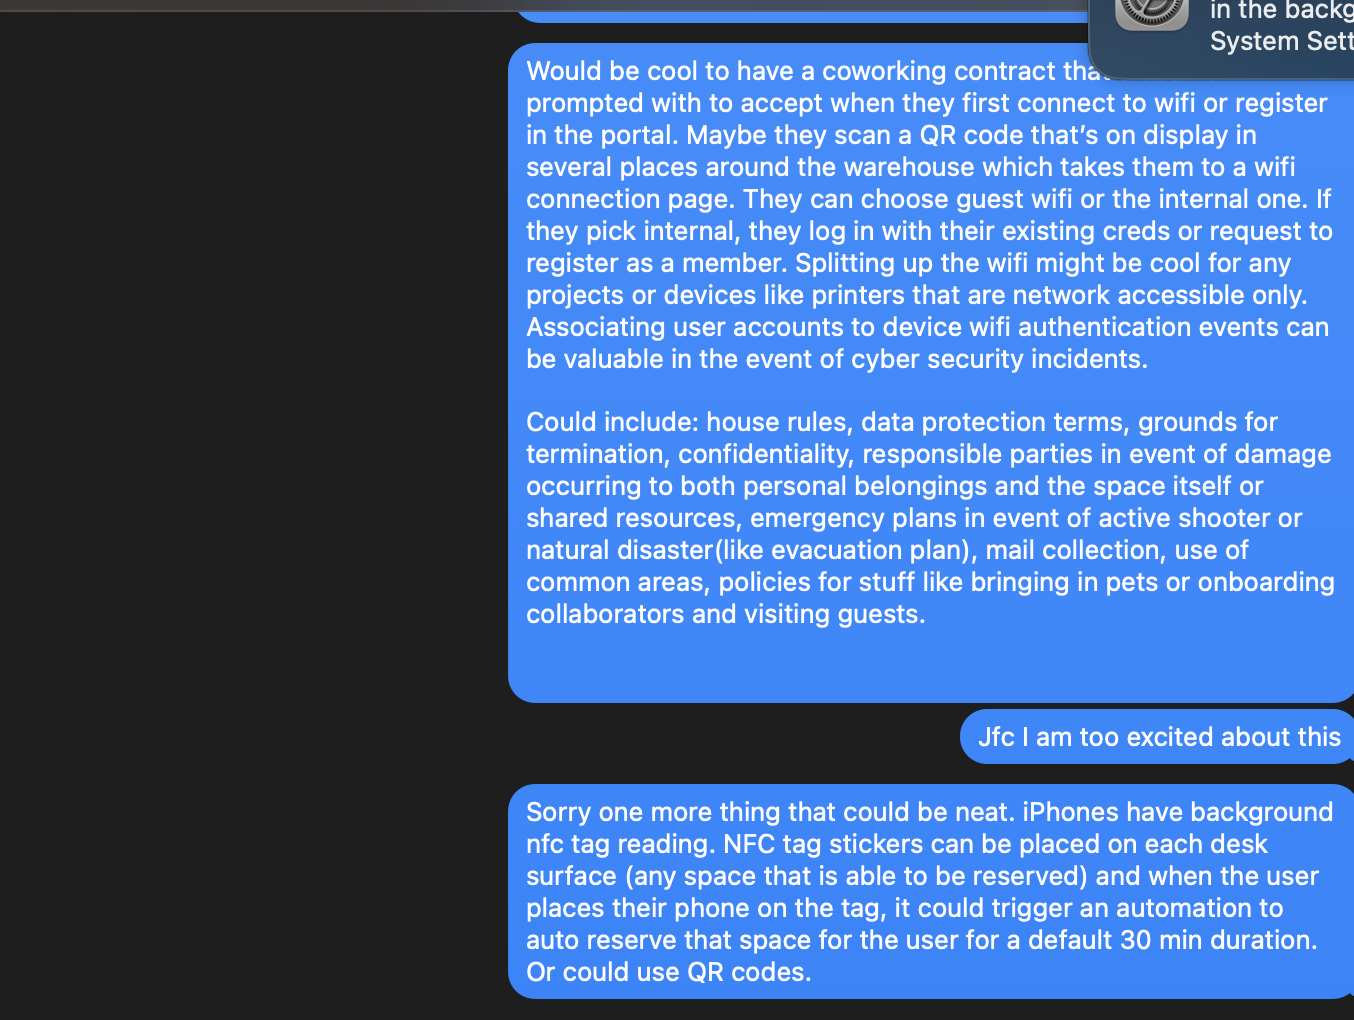 in the backg
System Sett
Would be cool to have a coworking contract
prompted with to accept when they first connect to wifi or register
in the portal. Maybe they scan a QR code that’s on display in
several places around the warehouse which takes them to a wifi
connection page. They can choose guest wifi or the internal one. If
they pick internal, they log in with their existing creds or request to
register as a member. Splitting up the wifi might be cool for any
projects or devices like printers that are network accessible only.
Associating user accounts to device wifi authentication events can
be valuable in the event of cyber security incidents.
Could include: house rules, data protection terms, grounds for
termination, confidentiality, responsible parties in event of damage
occurring to both personal belongings and the space itself or
shared resources, emergency plans in event of active shooter or
natural disaster(like evacuation plan), mail collection, use of
common areas, policies for stuff like bringing in pets or onboarding
collaborators and visiting guests.
Jfc I am too excited about this
Sorry one more thing that could be neat. iPhones have background
nfc tag reading. NFC tag stickers can be placed on each desk
surface (any space that is able to be reserved) and when the user
places their phone on the tag, it could trigger an automation to
auto reserve that space for the user for a default 30 min duration.
Or could use QR codes.